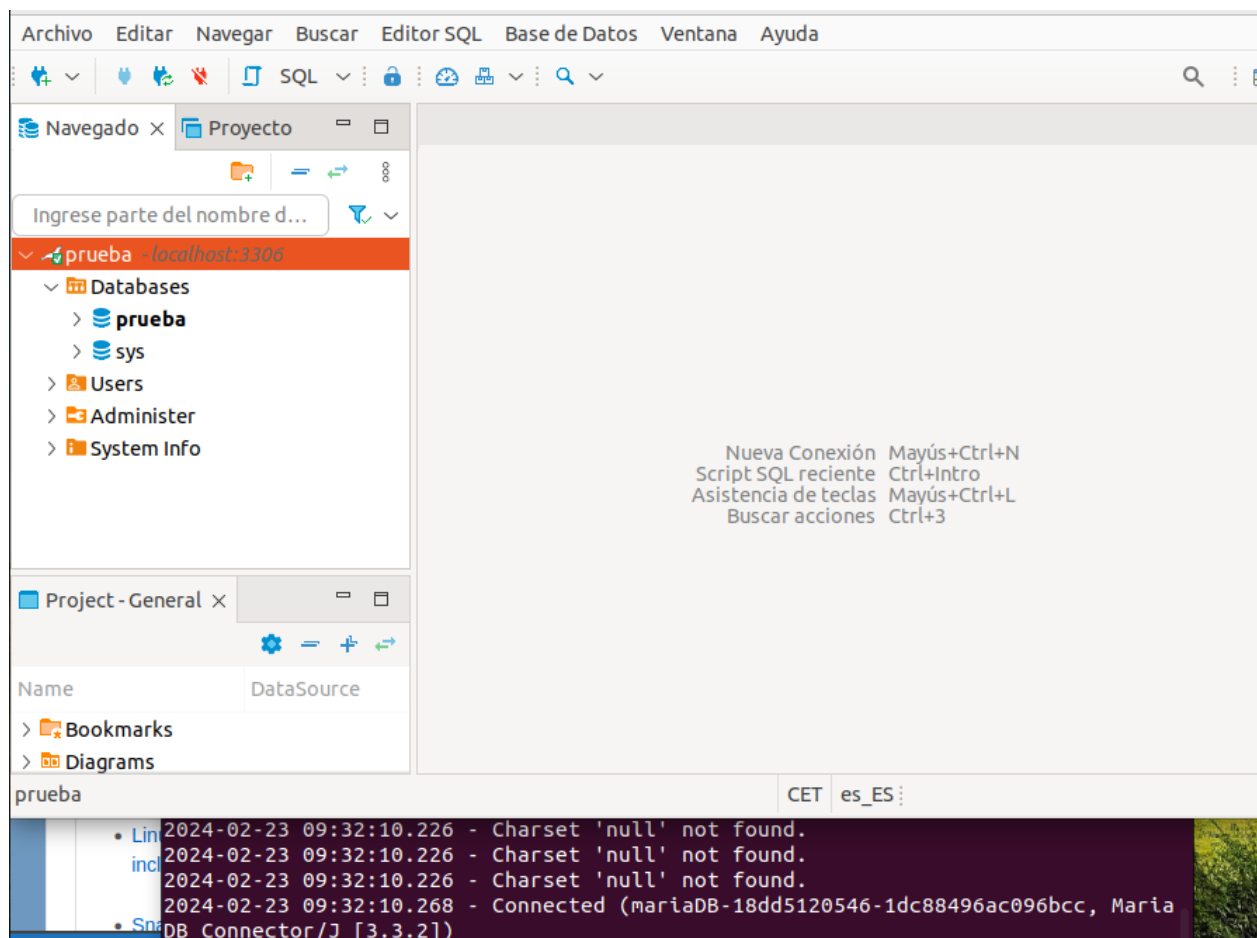 Archivo Editar Navegar Buscar Editor SQL Base de Datos Ventana Ayuda
SQL
Navegado Proyecto
Ingrese parte del nombre d...
prueba - localhost:3306
Databases
prueba
sys
Users
Administer
System Info
Nueva Conexión Mayús+Ctrl+N
Script SQL reciente Ctrl+Intro
Asistencia de teclas Mayús+Ctrl+L
Buscar acciones Ctrl+3
Project - General
Name DataSource
Bookmarks
Diagrams
prueba CET es_ES
2024-02-23 09:32:10.226 - Charset 'null' not found.
incl 2024-02-23 09:32:10.226 - Charset 'null' not found.
2024-02-23 09:32:10.226 - Charset 'null' not found.
2024-02-23 09:32:10.268 - Connected (mariaDB-18dd5120546-1dc88496ac096bcc, Maria
DB Connector/J [3.3.2])